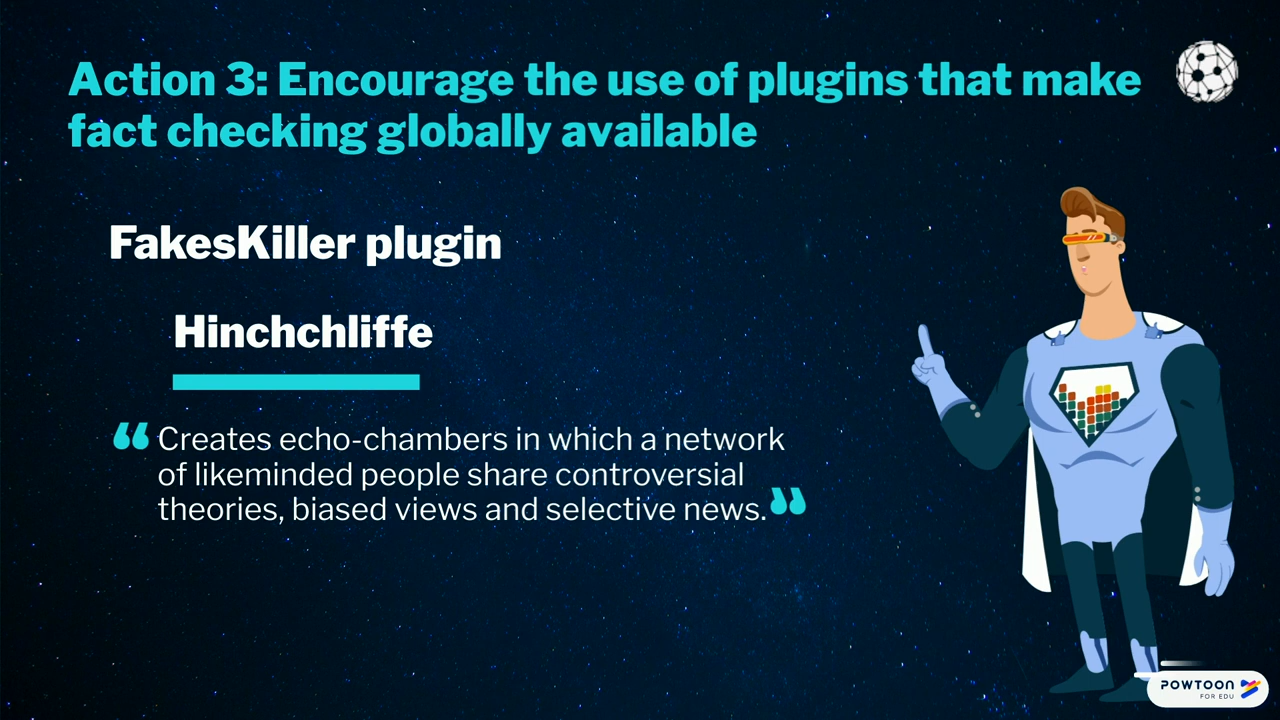 Action 3: Encourage the use of plugins that make
fact checking globally available
FakesKiller plugin
Hinchchliffe
“Creates echo-chambers in which a network
of likeminded people share controversial
theories, biased views and selective news.”
POWTOON
FOR EDU